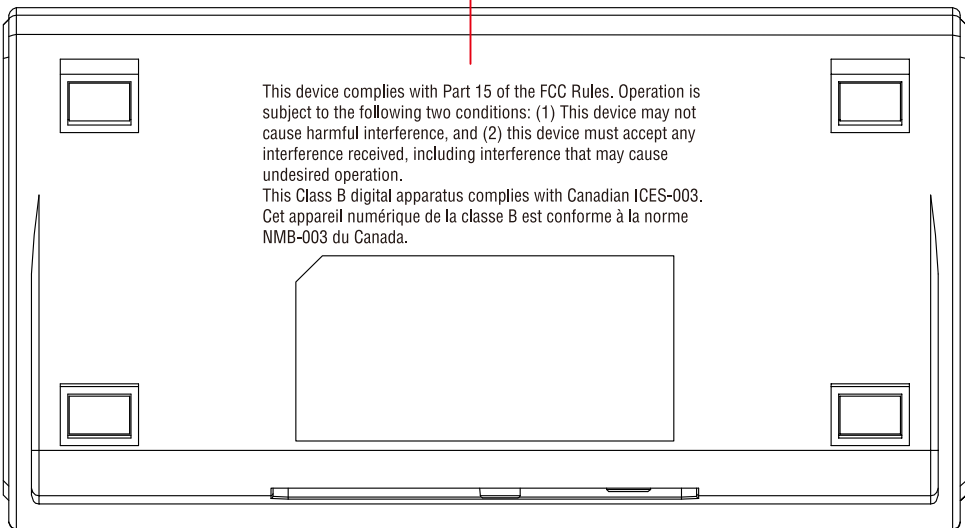 This device complies with Part 15 of the FCC Rules. Operation is
subject to the following two conditions: (1) This device may not
cause harmful interference, and (2) this device must accept any
interference received, including interference that may cause
undesired operation.
This Class B digital apparatus complies with Canadian ICES-003.
Cet appareil numérique de la classe B est conforme à la norme
NMB-003 du Canada.